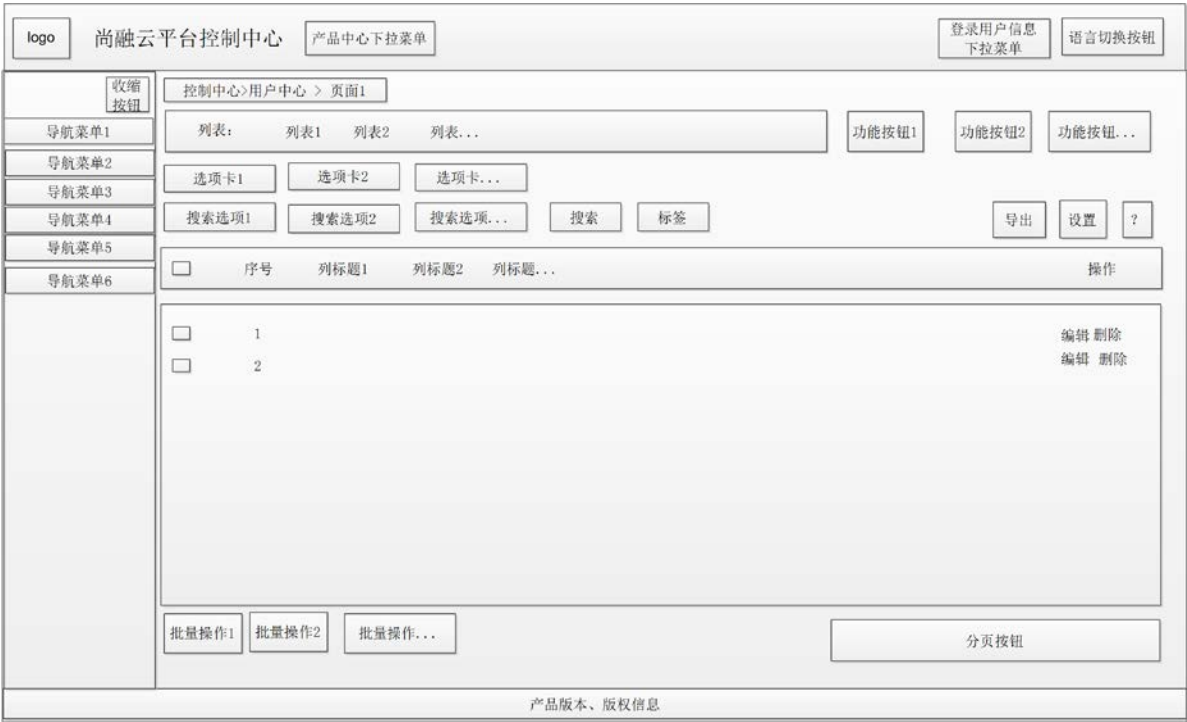 logo
尚融云平台控制中心
产品中心下拉菜单
登录用户信息
下拉菜单
语言切换按钮
收缩
按钮
导航菜单1
导航菜单2
导航菜单3
导航菜单4
导航菜单5
导航菜单6
控制中心>用户中心 > 页面1
列表: 列表1 列表2 列表...
功能按钮1 功能按钮2 功能按钮...
选项卡1 选项卡2 选项卡...
搜索选项1 搜索选项2 搜索选项... 搜索 标签 导出 设置 ?
序号 列标题1 列标题2 列标题... 操作
1 编辑 删除
2 编辑 删除
批量操作1 批量操作2 批量操作... 分页按钮
产品版本、版权信息